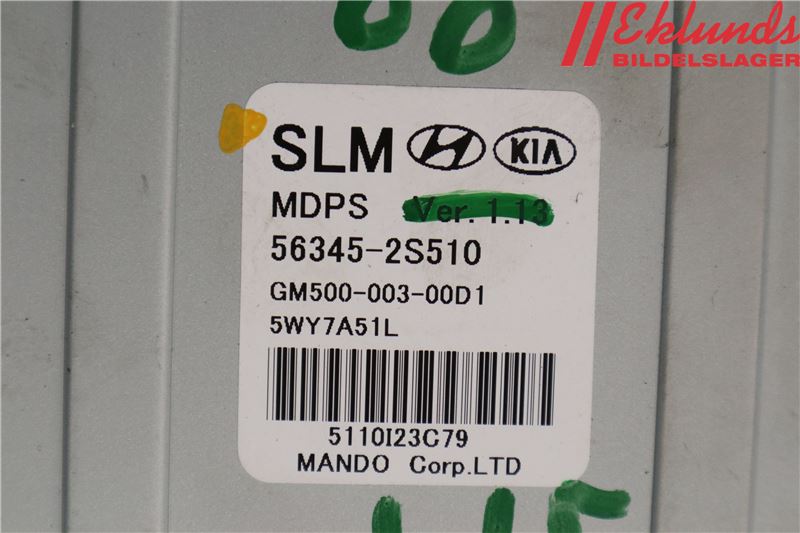 Eklunds
BILDELSLAGER
SLM KIA
MDPS Ver. 1.13
56345-2S510
GM500-003-00D1
5WY7A51L
5110I23C79
MANDO Corp.LTD